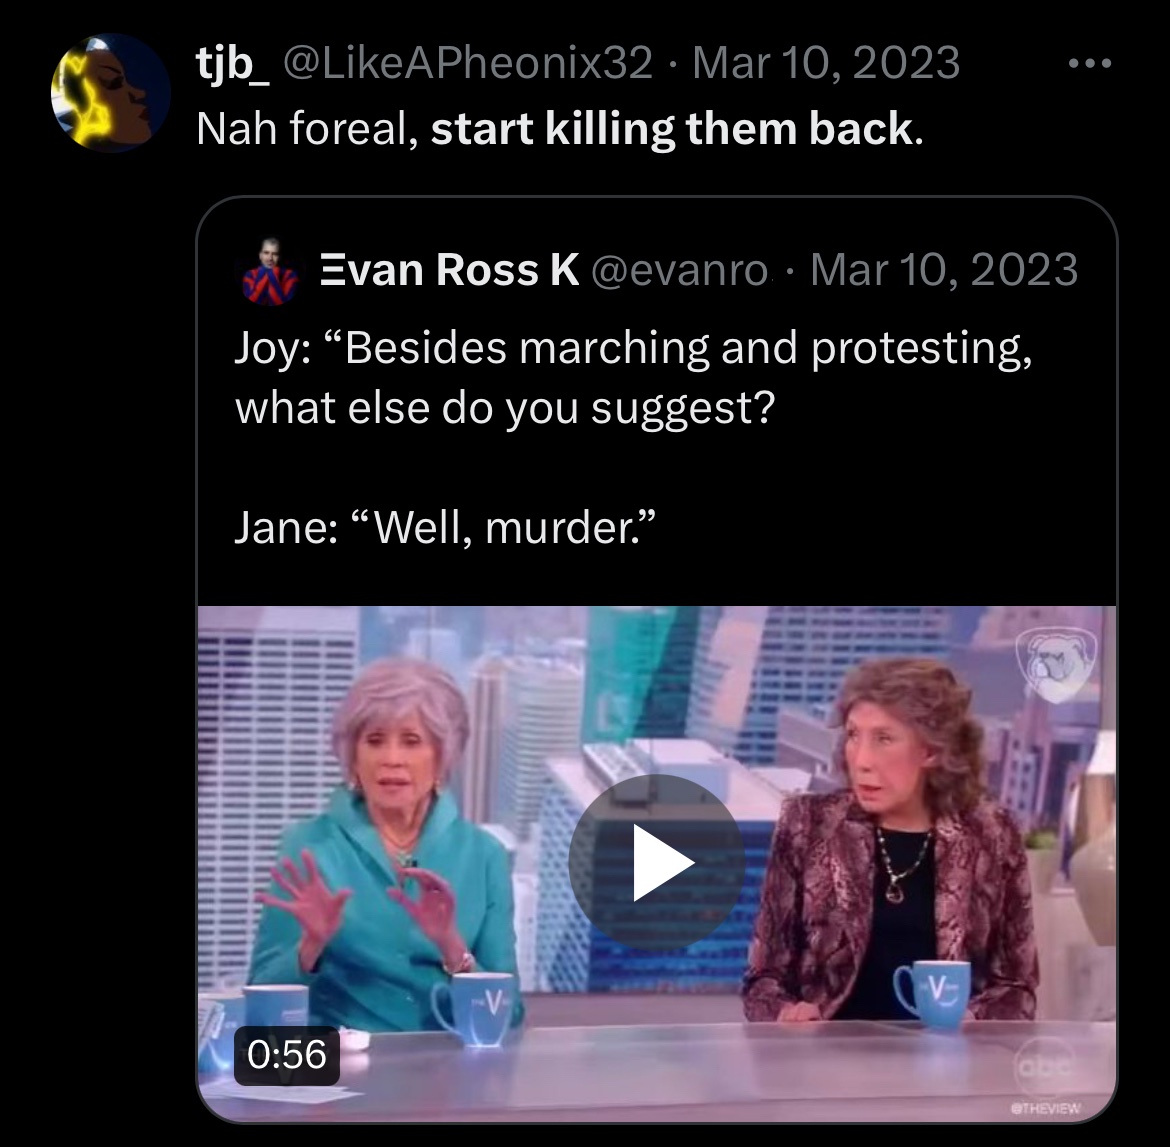 tjb_ @LikeAPheonix32 · Mar 10, 2023
Nah foreal, start killing them back.
Ξvan Ross K @evanro · Mar 10, 2023
Joy: “Besides marching and protesting,
what else do you suggest?
Jane: “Well, murder.”
V
V
0:56
abc
@THEVIEW